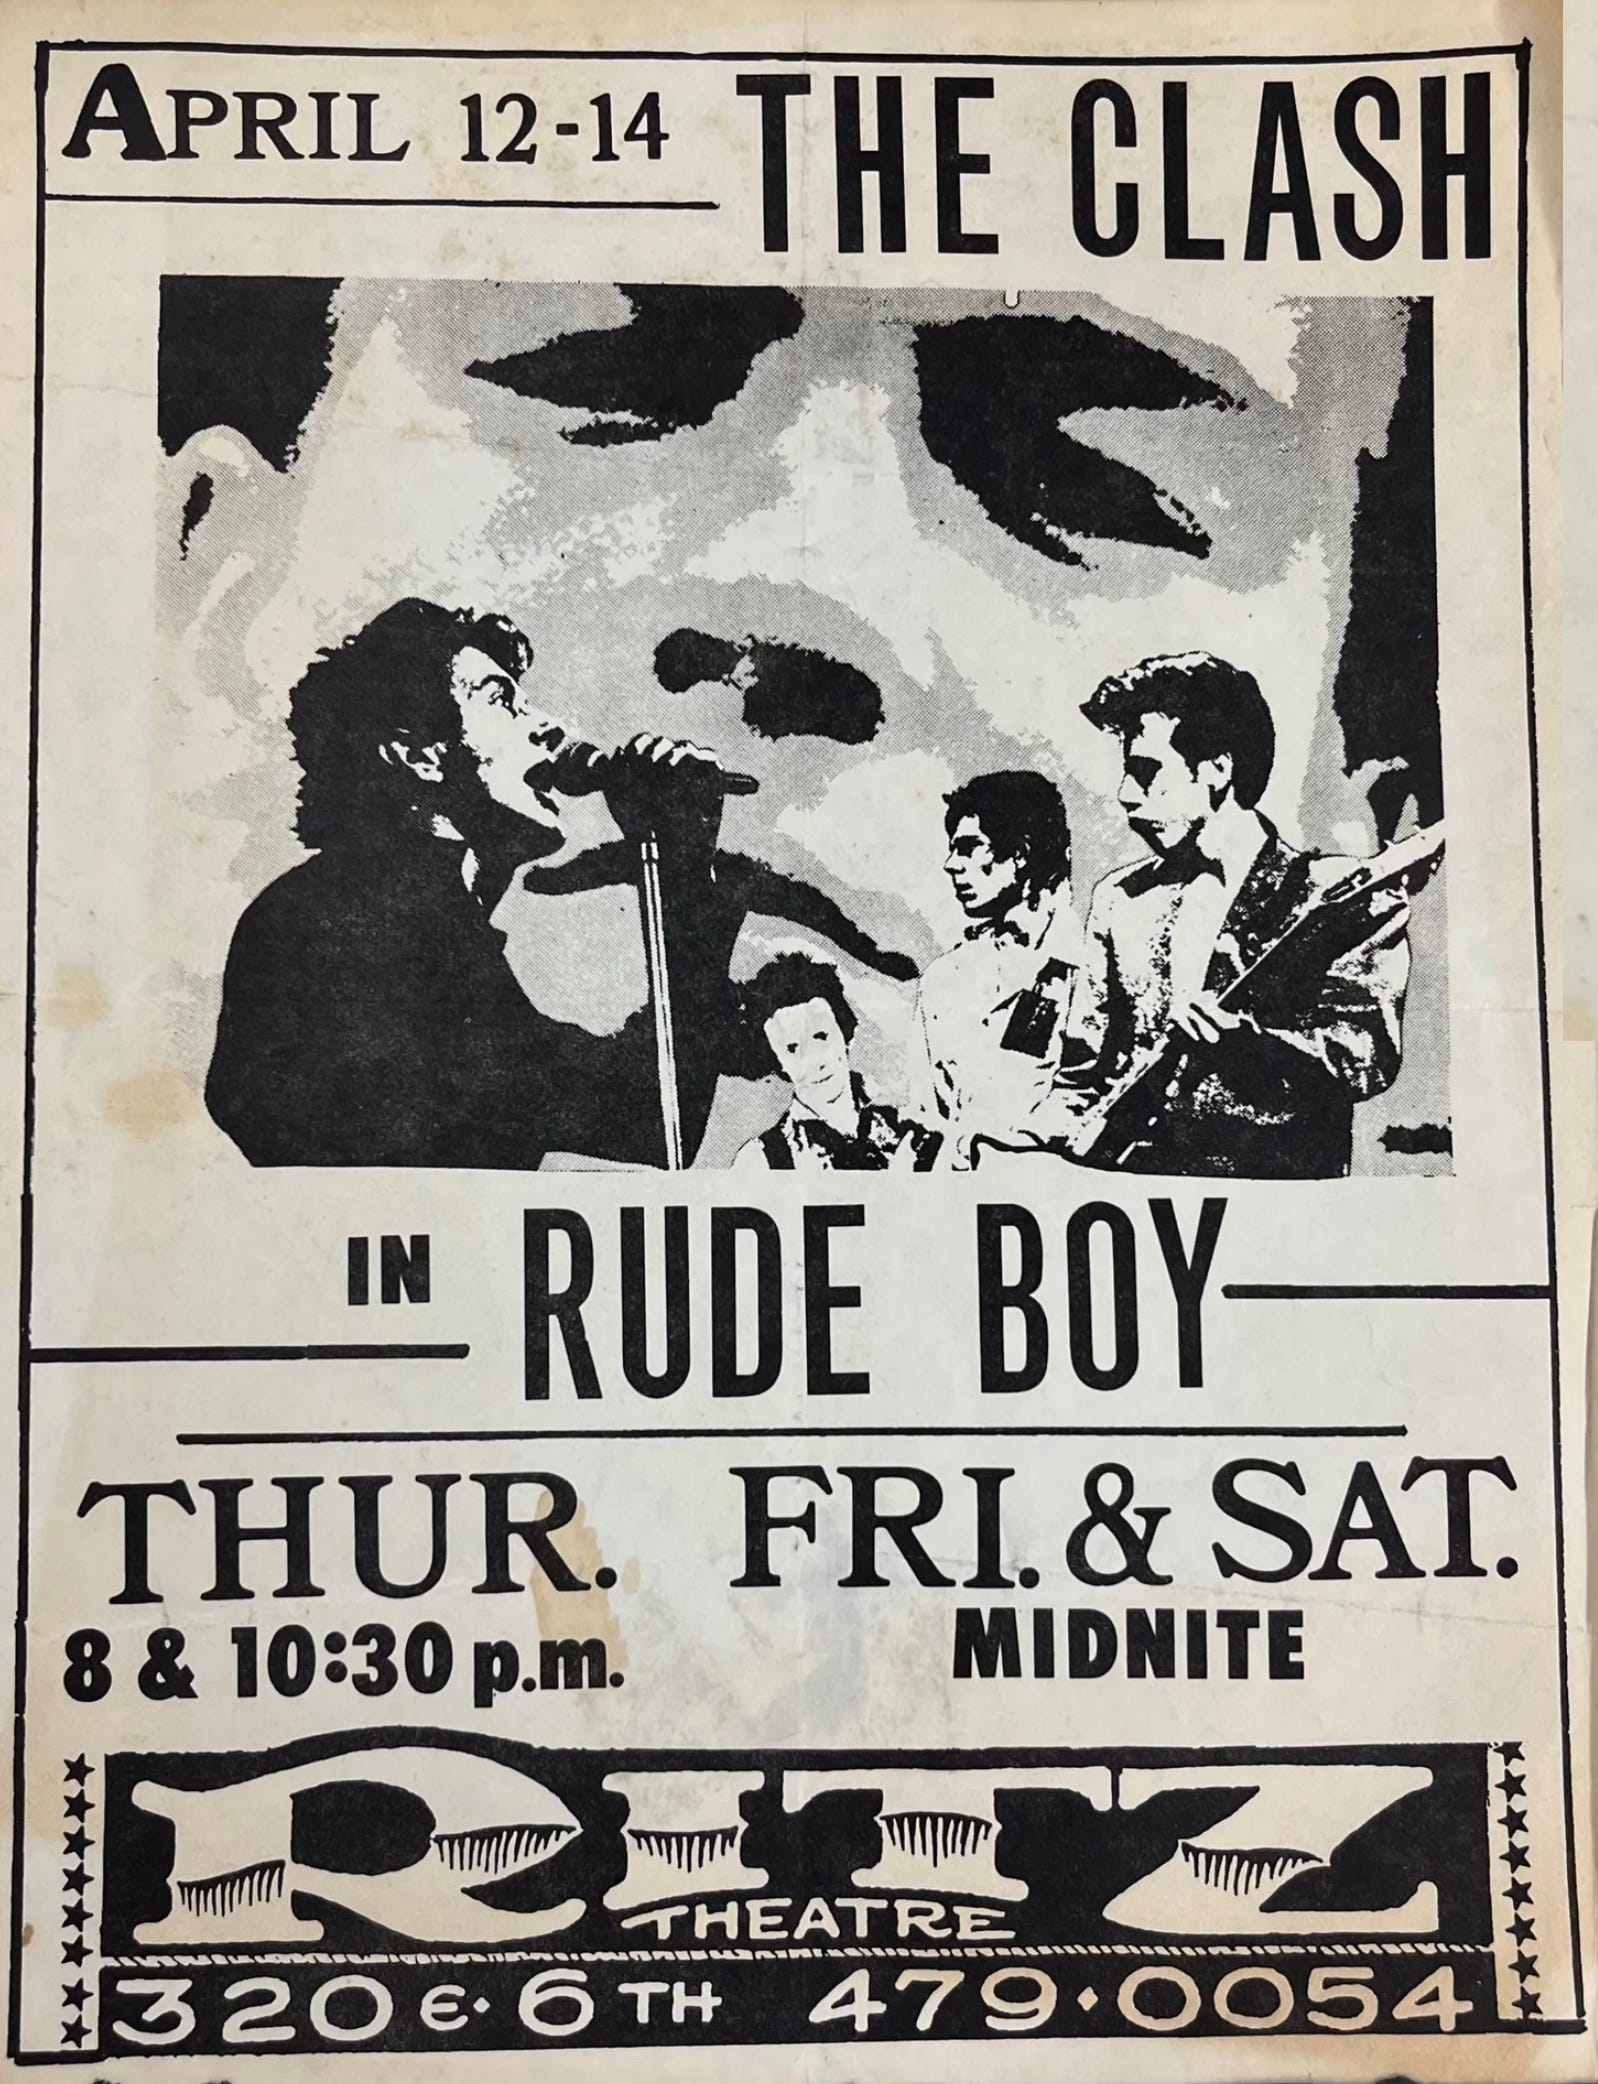 APRIL 12-14
THE CLASH
IN RUDE BOY
THUR. FRI. & SAT.
8 & 10:30 p.m. MIDNITE
RITZ
THEATRE
320 E. 6TH 479·0054